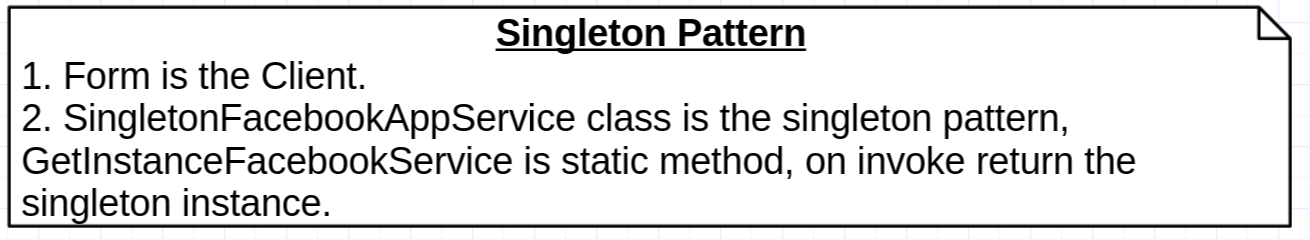 Singleton Pattern
1. Form is the Client.
2. SingletonFacebookAppService class is the singleton pattern,
GetInstanceFacebookService is static method, on invoke return the
singleton instance.